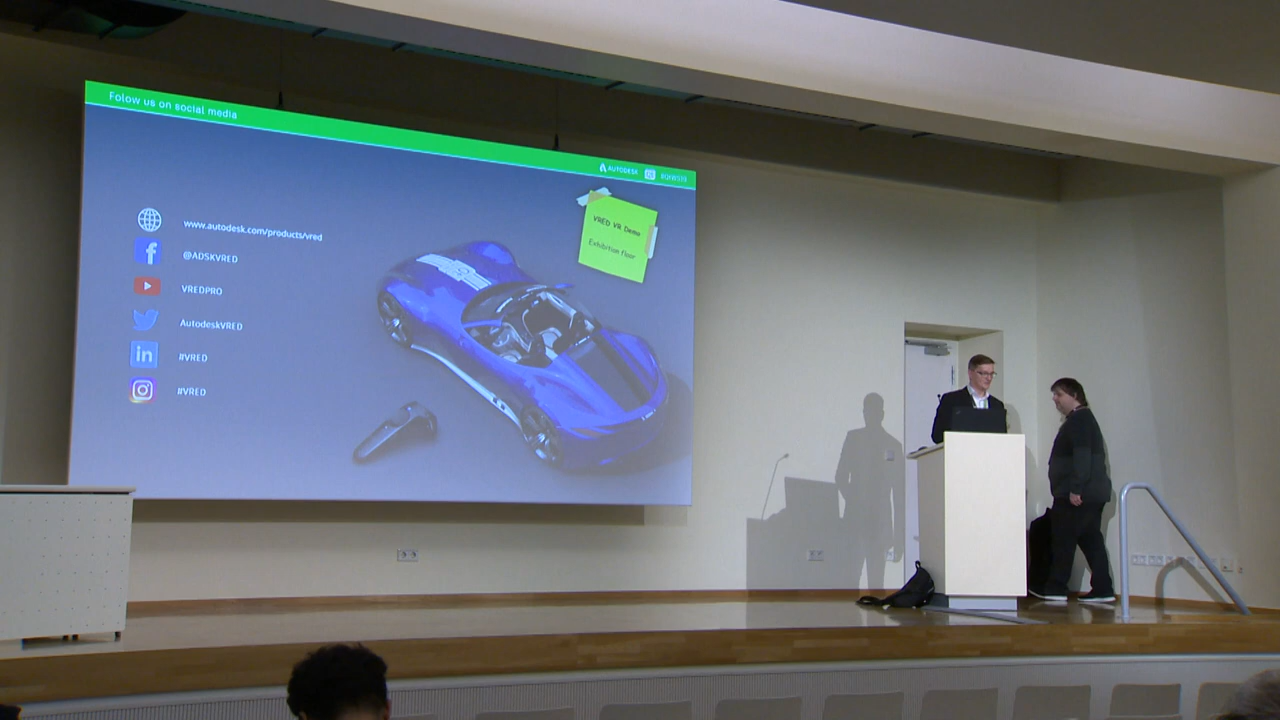 Folow us on social media
AUTODESK
www.autodesk.com/products/vred
@ADSKVRED
VREDPRO
AutodeskVRED
in
#VRED
#VRED
VRED VR Demo
Exhibition floor